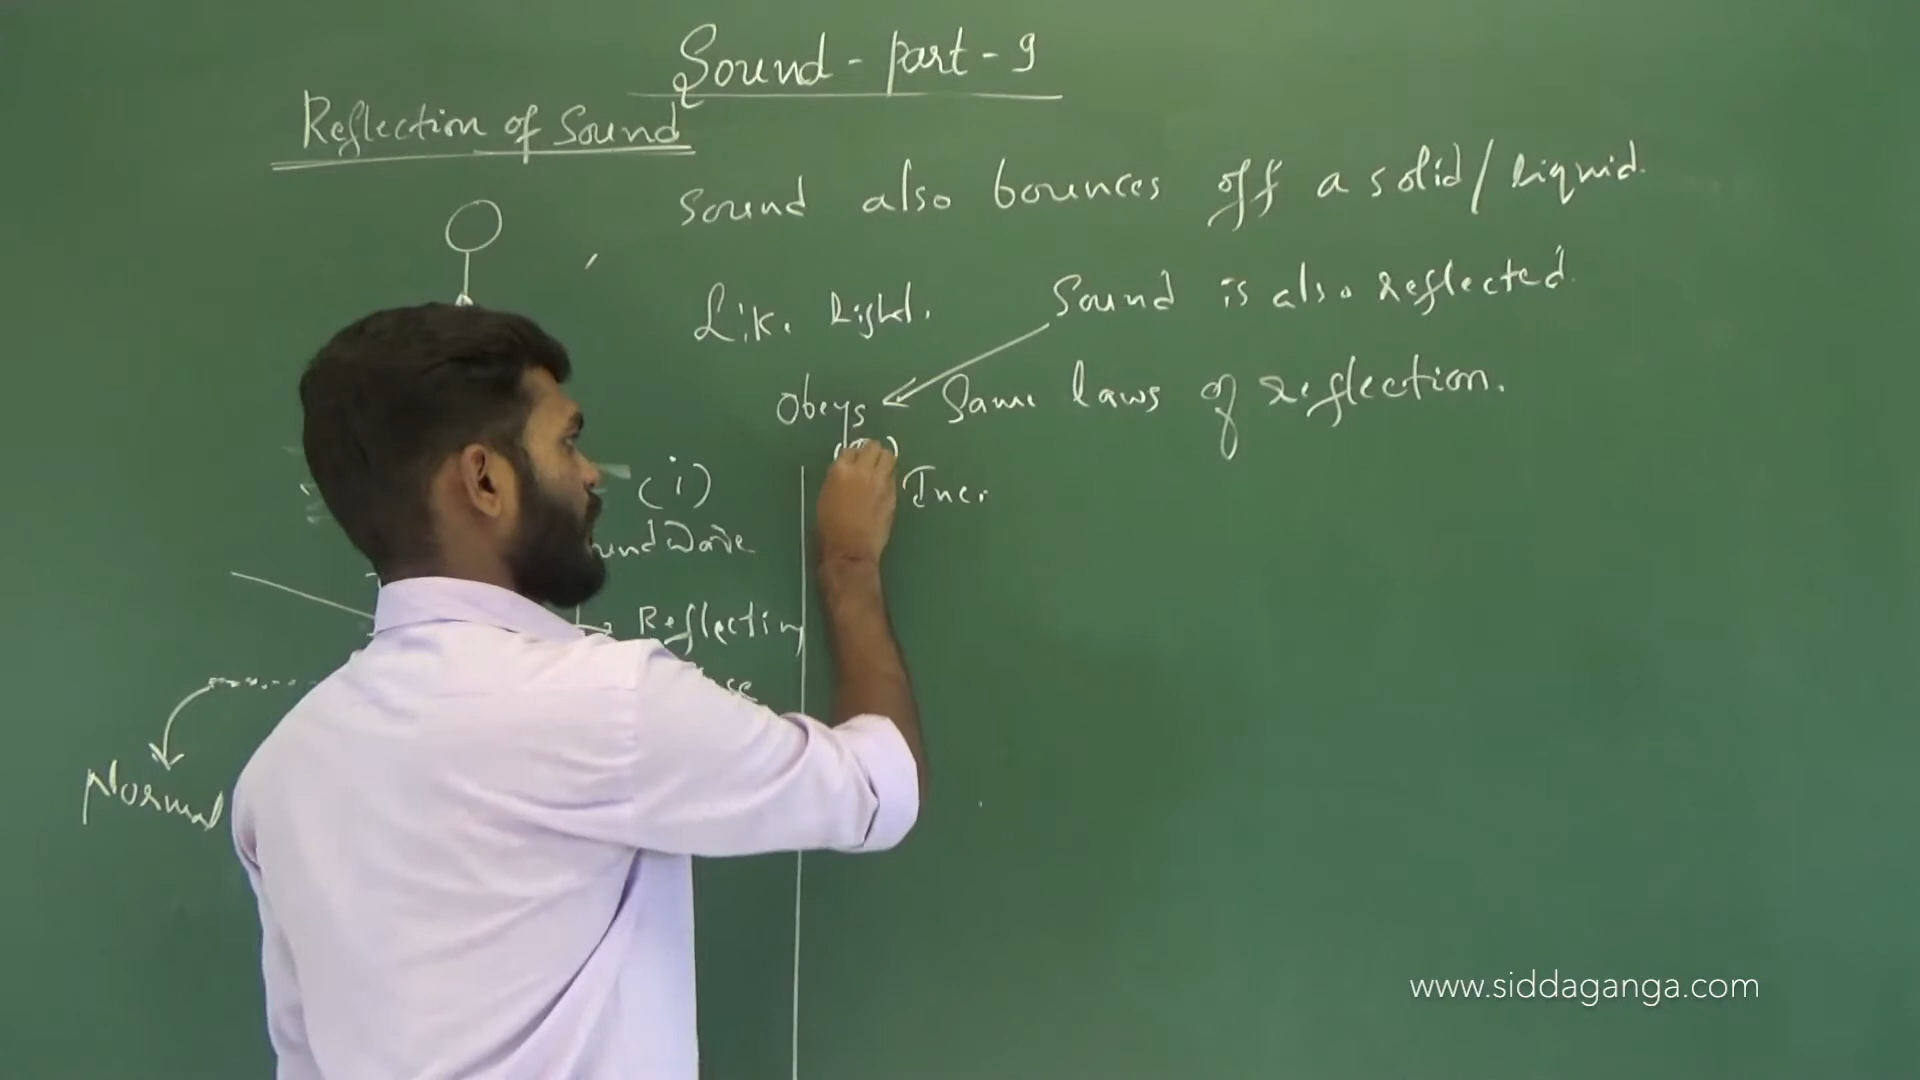 Sound - part - 9
Reflection of Sound
Sound also bounces off a solid / liquid.
Like light.
Sound is also reflected.
Obeys
Same laws of reflection.
(i)
Inc.
Reflecting
Normal
www.siddaganga.com